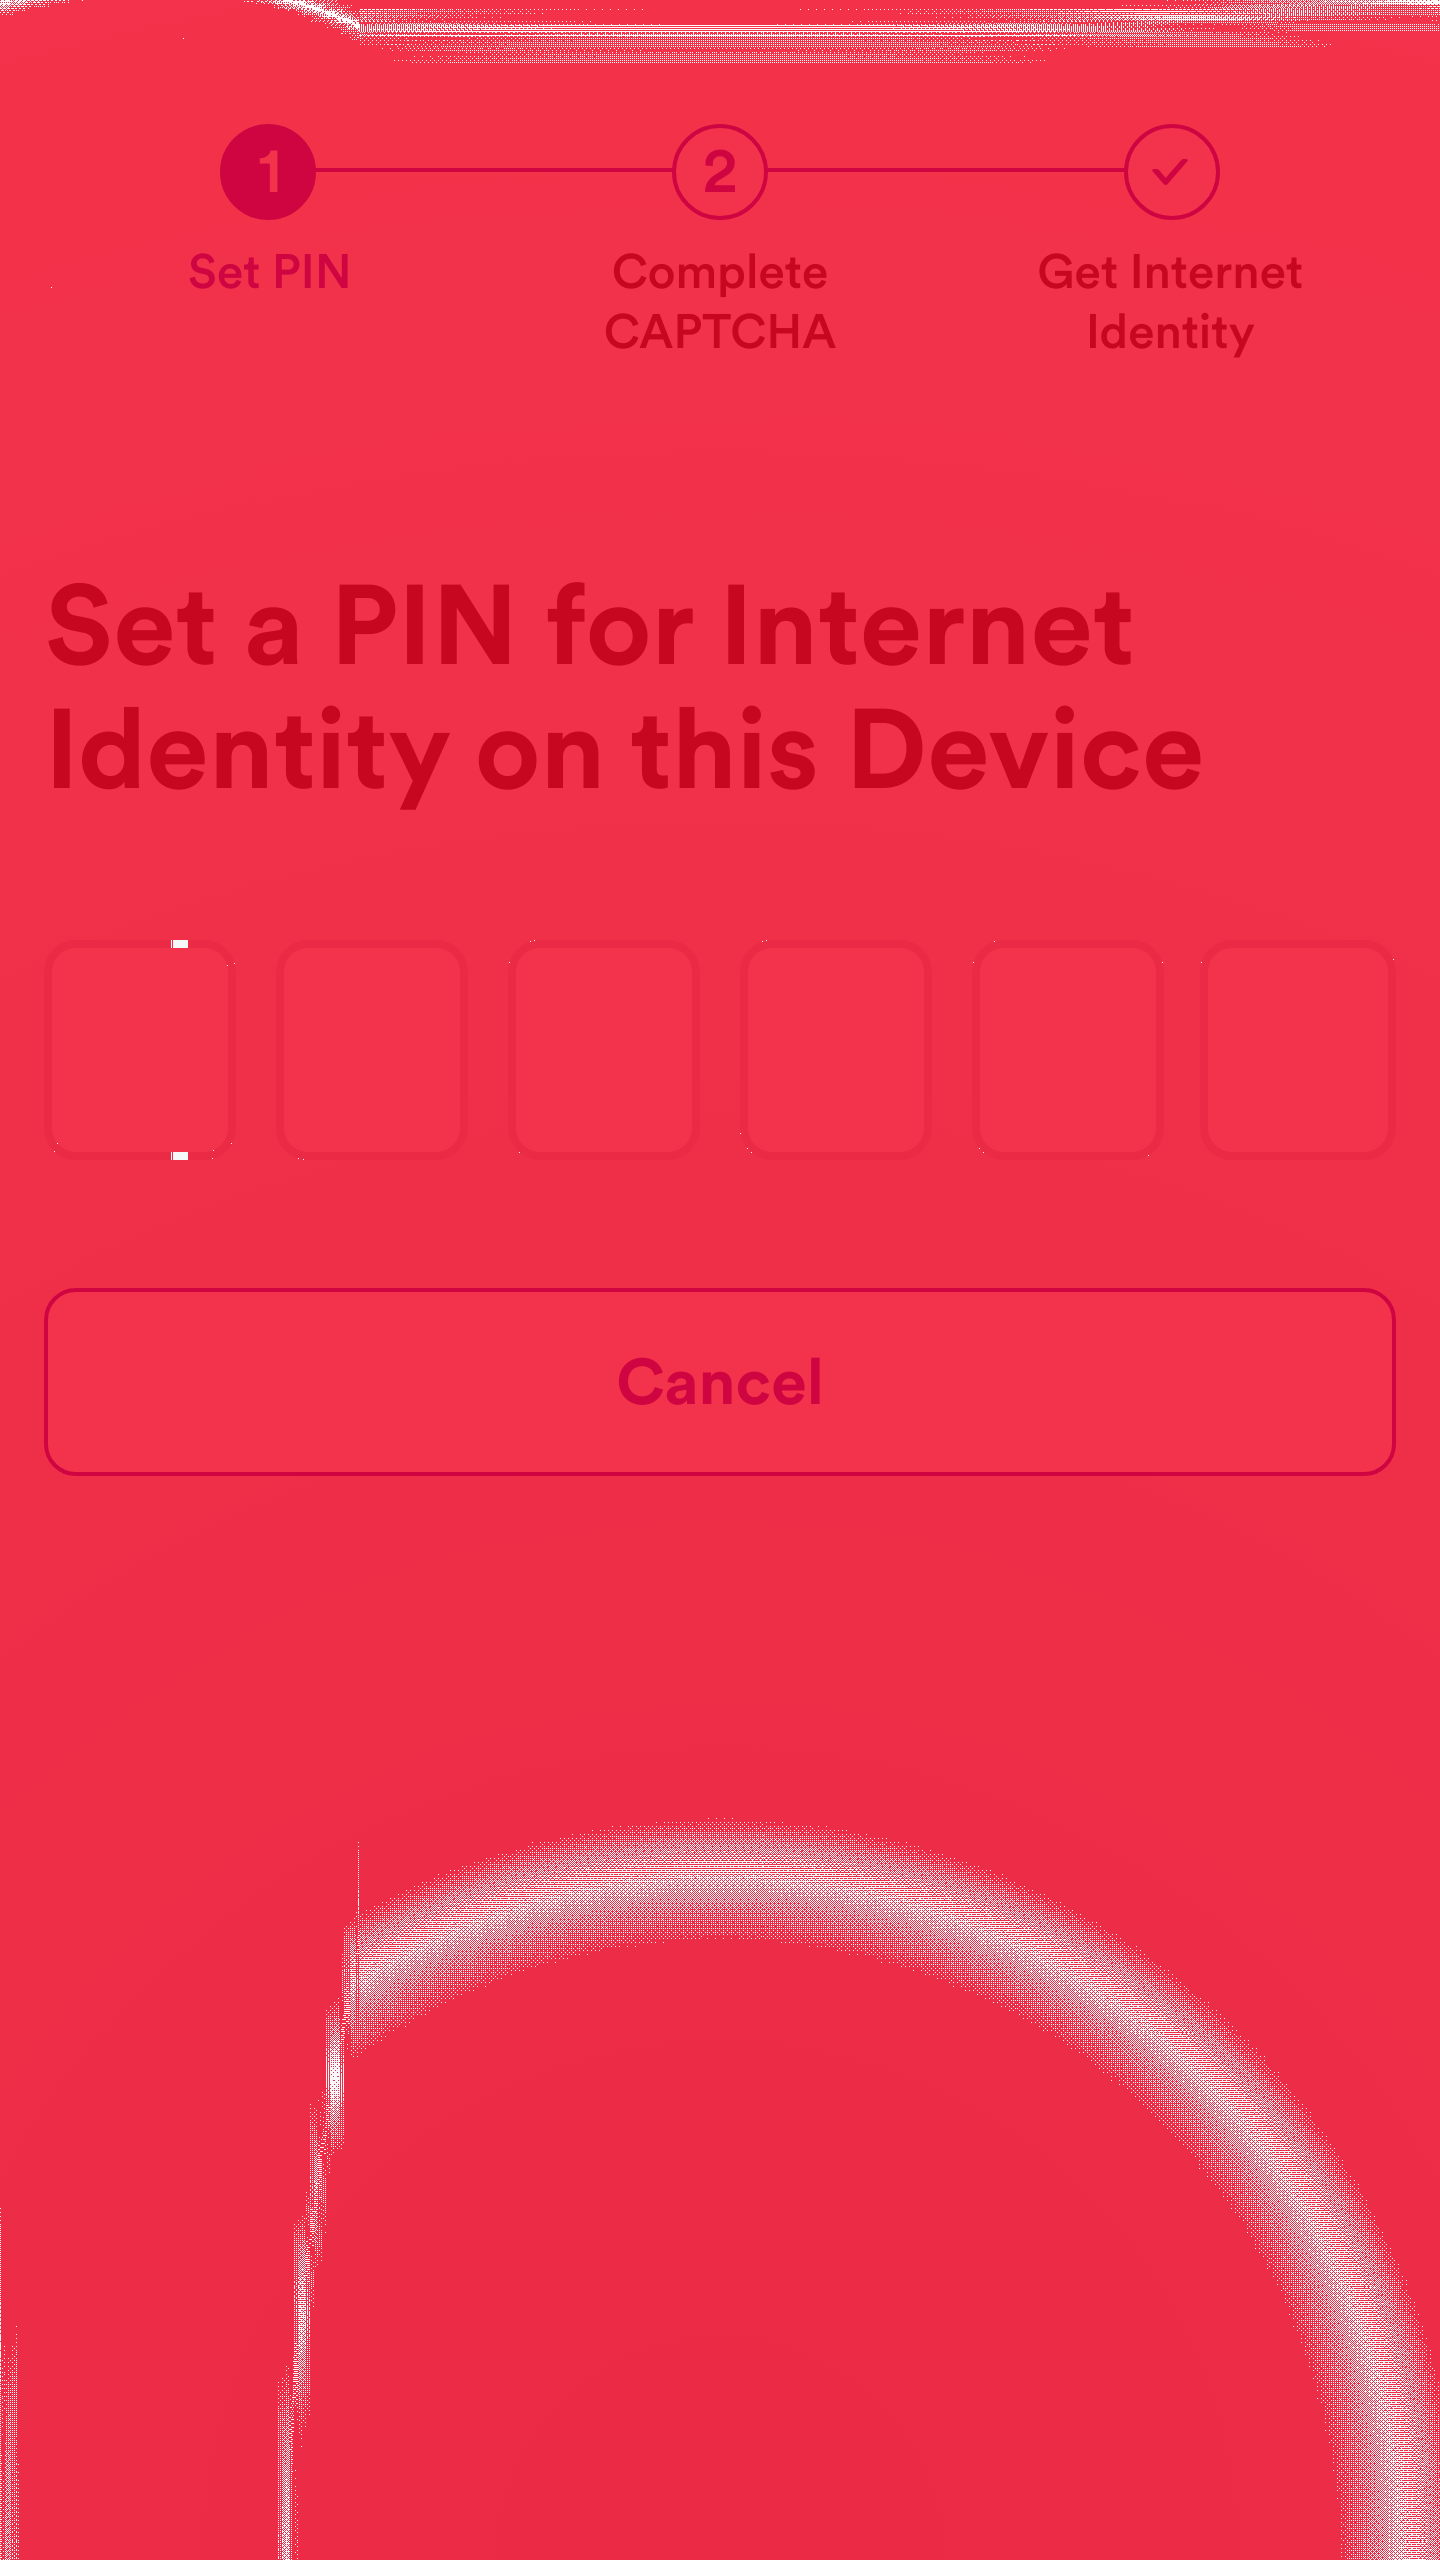 1
2
Set PIN
Complete
CAPTCHA
Get Internet
Identity
Set a PIN for Internet
Identity on this Device
Cancel